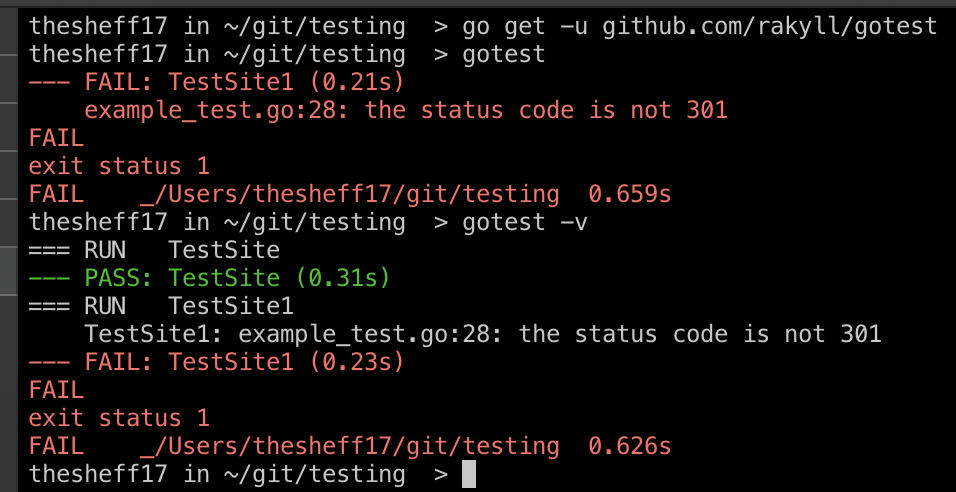 thesheff17 in ~/git/testing  > go get -u github.com/rakyll/gotest
thesheff17 in ~/git/testing  > gotest
--- FAIL: TestSite1 (0.21s)
    example_test.go:28: the status code is not 301
FAIL
exit status 1
FAIL    _/Users/thesheff17/git/testing  0.659s
thesheff17 in ~/git/testing  > gotest -v
=== RUN   TestSite
--- PASS: TestSite (0.31s)
=== RUN   TestSite1
    TestSite1: example_test.go:28: the status code is not 301
--- FAIL: TestSite1 (0.23s)
FAIL
exit status 1
FAIL    _/Users/thesheff17/git/testing  0.626s
thesheff17 in ~/git/testing  >